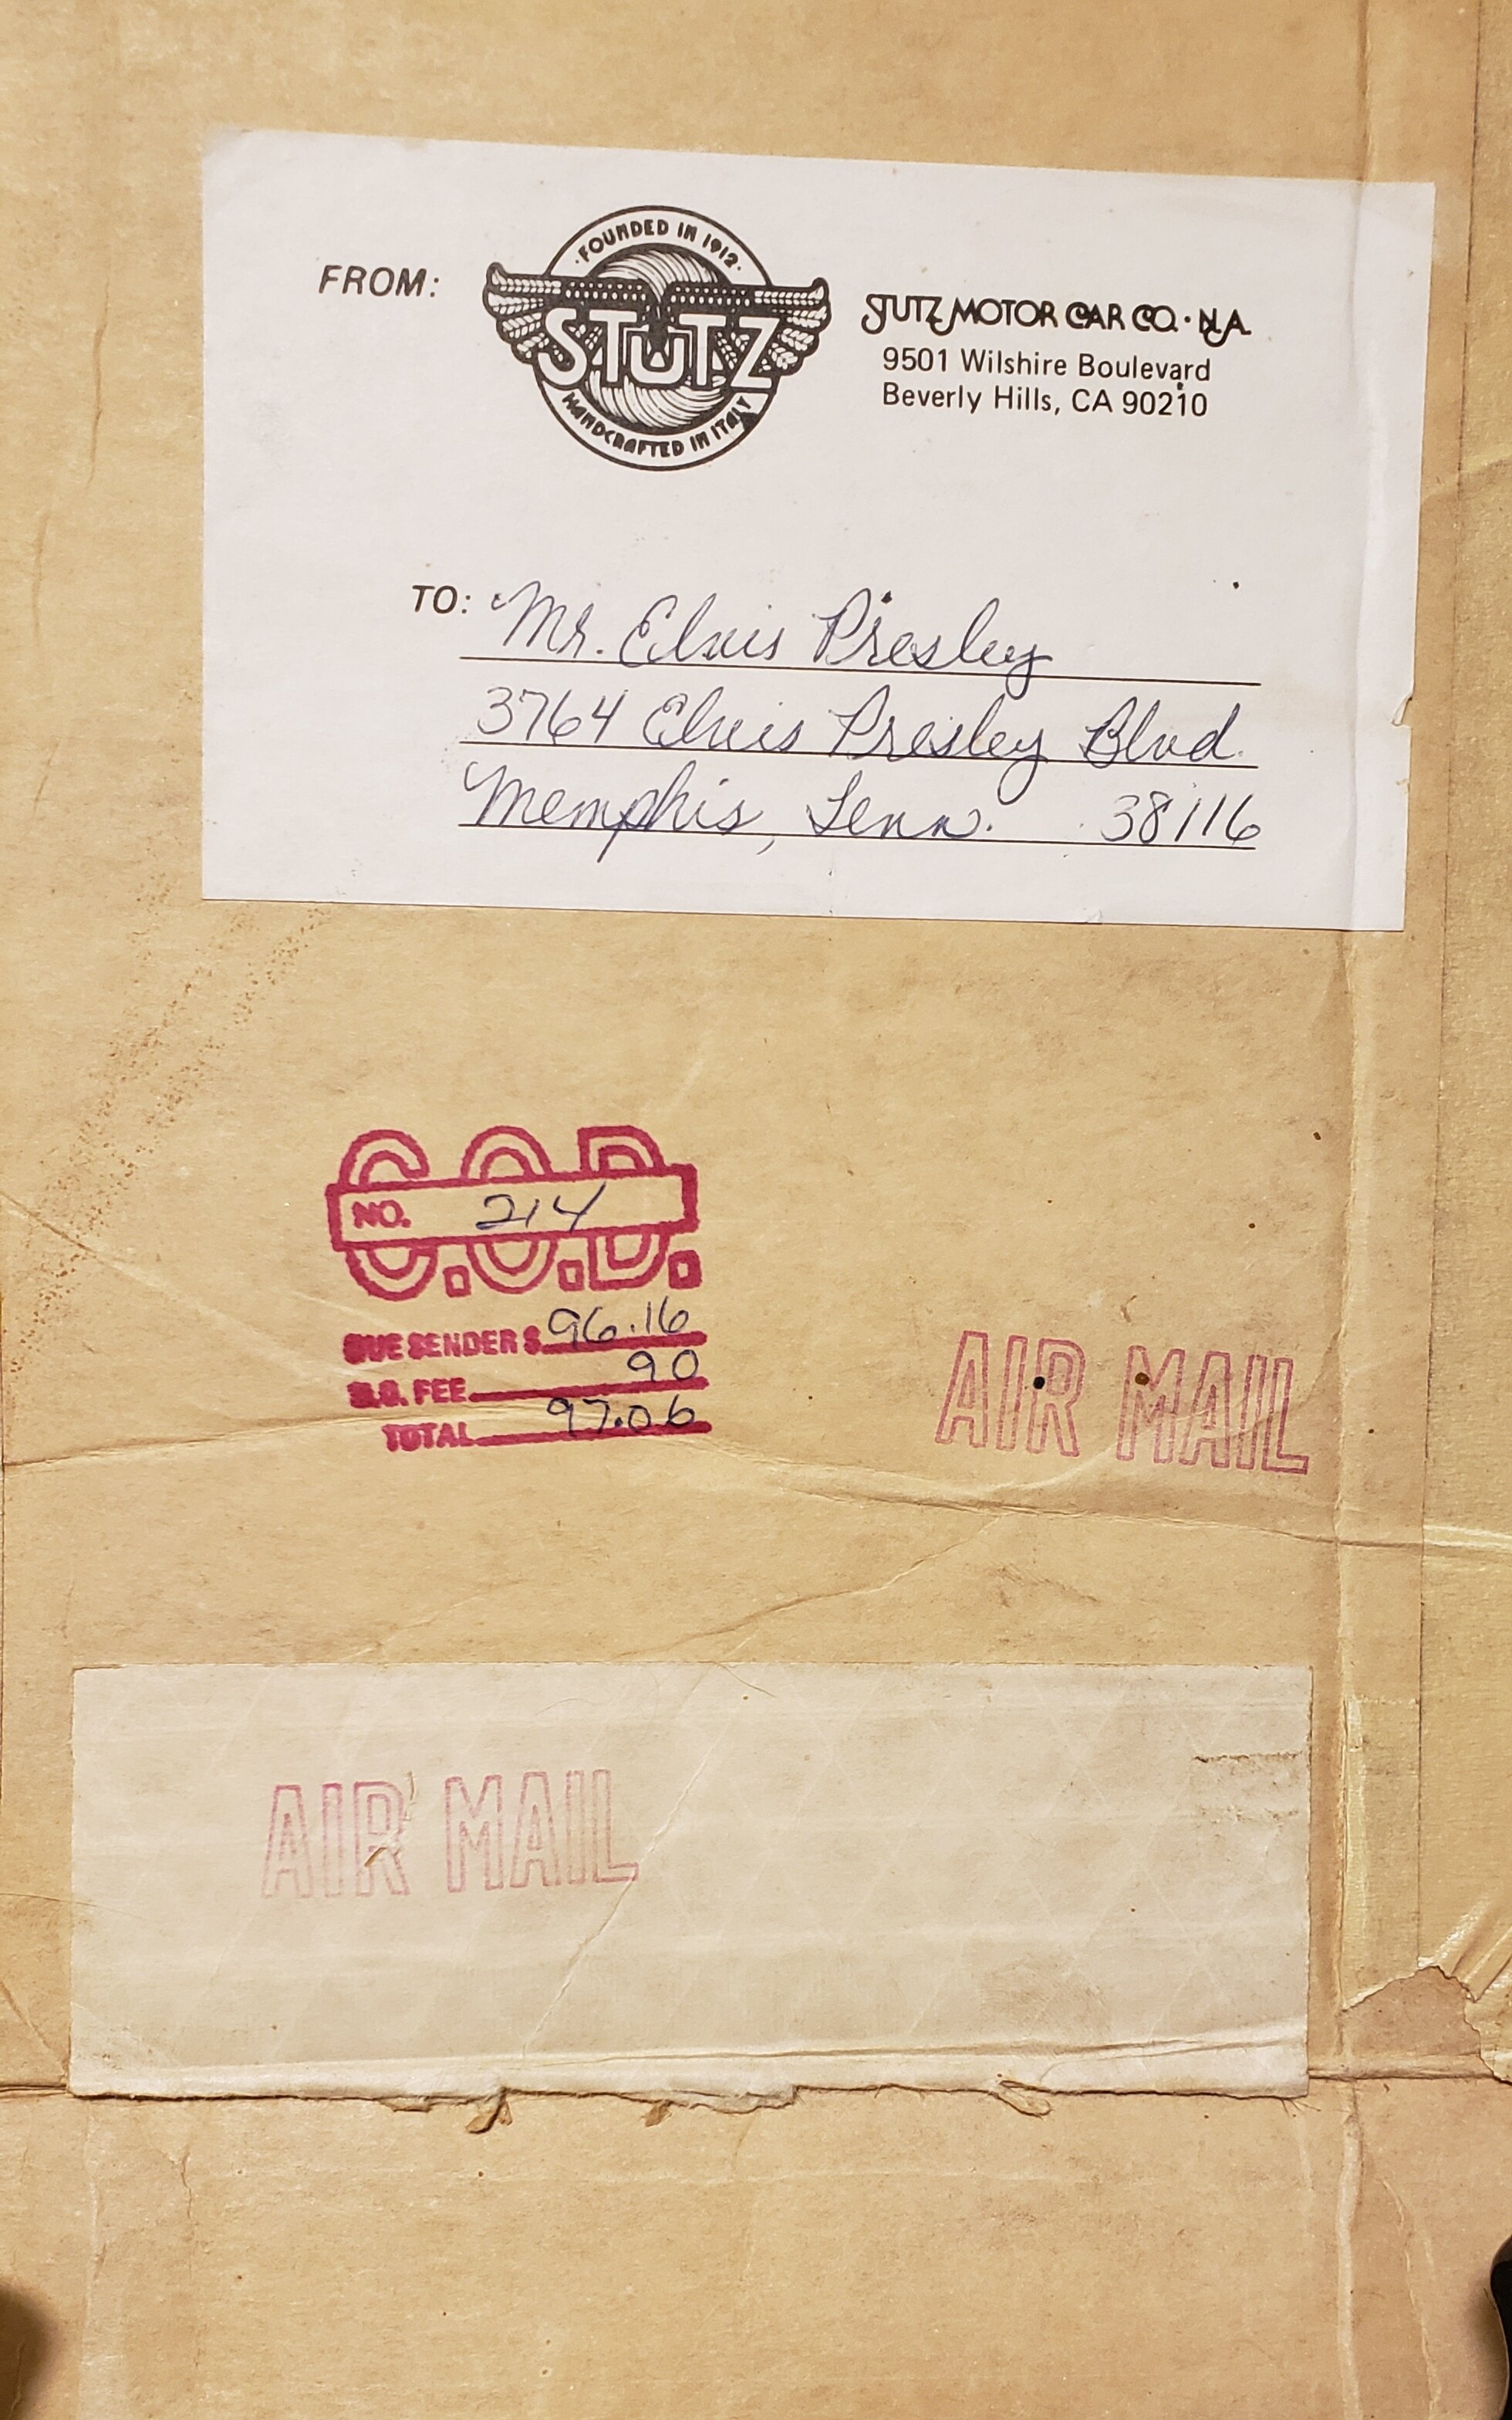 FROM:
·FOUNDED IN 1912·
STUTZ
HANDCRAFTED IN ITALY
STUTZ MOTOR CAR CO. · N.A.
9501 Wilshire Boulevard
Beverly Hills, CA 90210
TO: Mr. Elvis Presley
3764 Elvis Presley Blvd.
Memphis, Tenn. 38116
C.O.D.
NO. 214
DUE SENDER $ 96.16
M.O. FEE 90
TOTAL 97.06
AIR MAIL
AIR MAIL